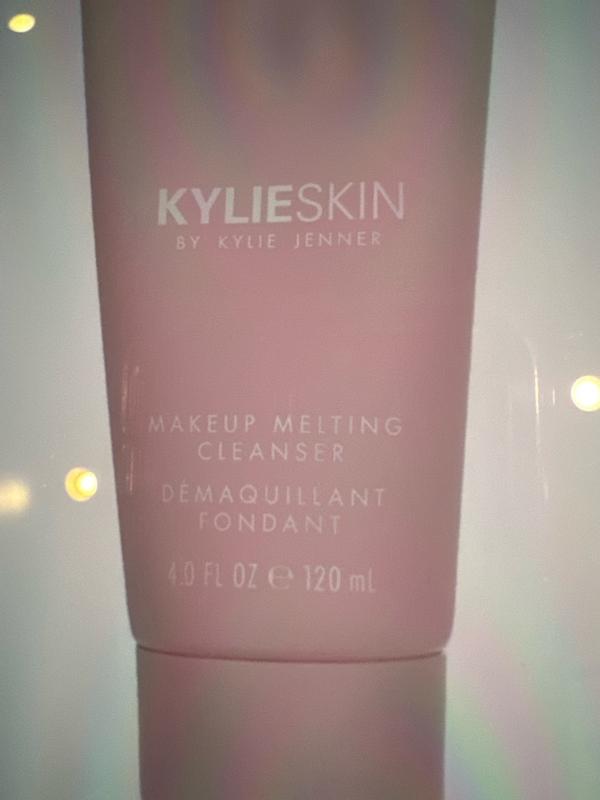 KYLIESKIN
BY KYLIE JENNER
MAKEUP MELTING
CLEANSER
DÉMAQUILLANT
FONDANT
4.0 FL OZ ℮ 120 mL